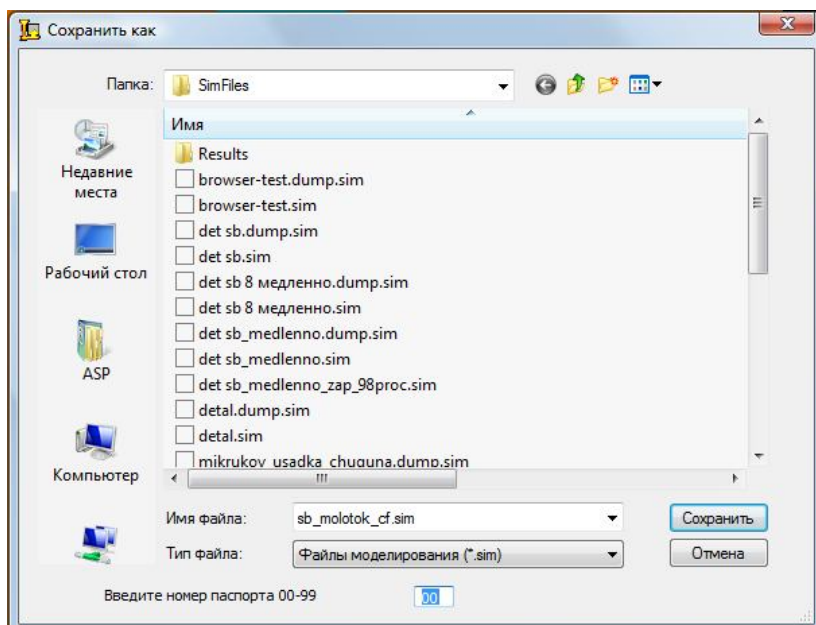 Сохранить как
Папка:
SimFiles
Имя
Results
browser-test.dump.sim
browser-test.sim
det sb.dump.sim
det sb.sim
det sb 8 медленно.dump.sim
det sb 8 медленно.sim
det sb_medlenno.dump.sim
det sb_medlenno.sim
det sb_medlenno_zap_98proc.sim
detal.dump.sim
detal.sim
mikrukov_usadka_chuguna.dump.sim
Недавние
места
Рабочий стол
ASP
Компьютер
Имя файла:
sb_molotok_cf.sim
Сохранить
Тип файла:
Файлы моделирования (*.sim)
Отмена
Введите номер паспорта 00-99
00